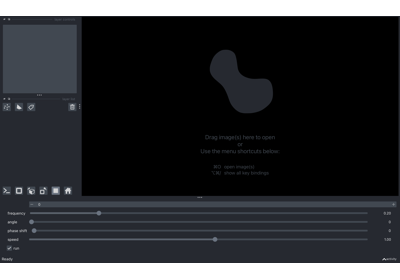 Drag image(s) here to open
or
Use the menu shortcuts below:
open image(s)
show all key bindings
frequency
0.20
angle
0
phase shift
0
speed
1.00
run
Ready
activity